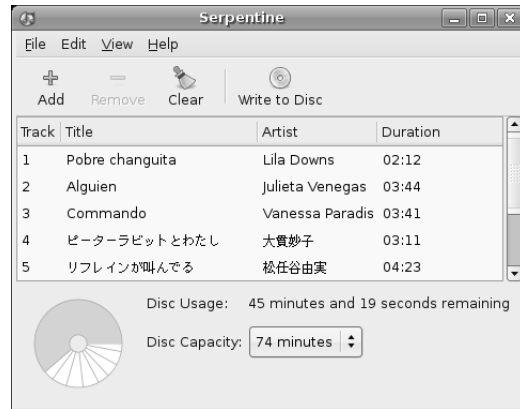 Serpentine
File Edit View Help
Add Remove Clear Write to Disc
Track Title Artist Duration
1 Pobre changuita Lila Downs 02:12
2 Alguien Julieta Venegas 03:44
3 Commando Vanessa Paradis 03:41
4 ピーターラビットとわたし 大貫妙子 03:11
5 リフレインが叫んでる 松任谷由実 04:23
Disc Usage: 45 minutes and 19 seconds remaining
Disc Capacity: 74 minutes